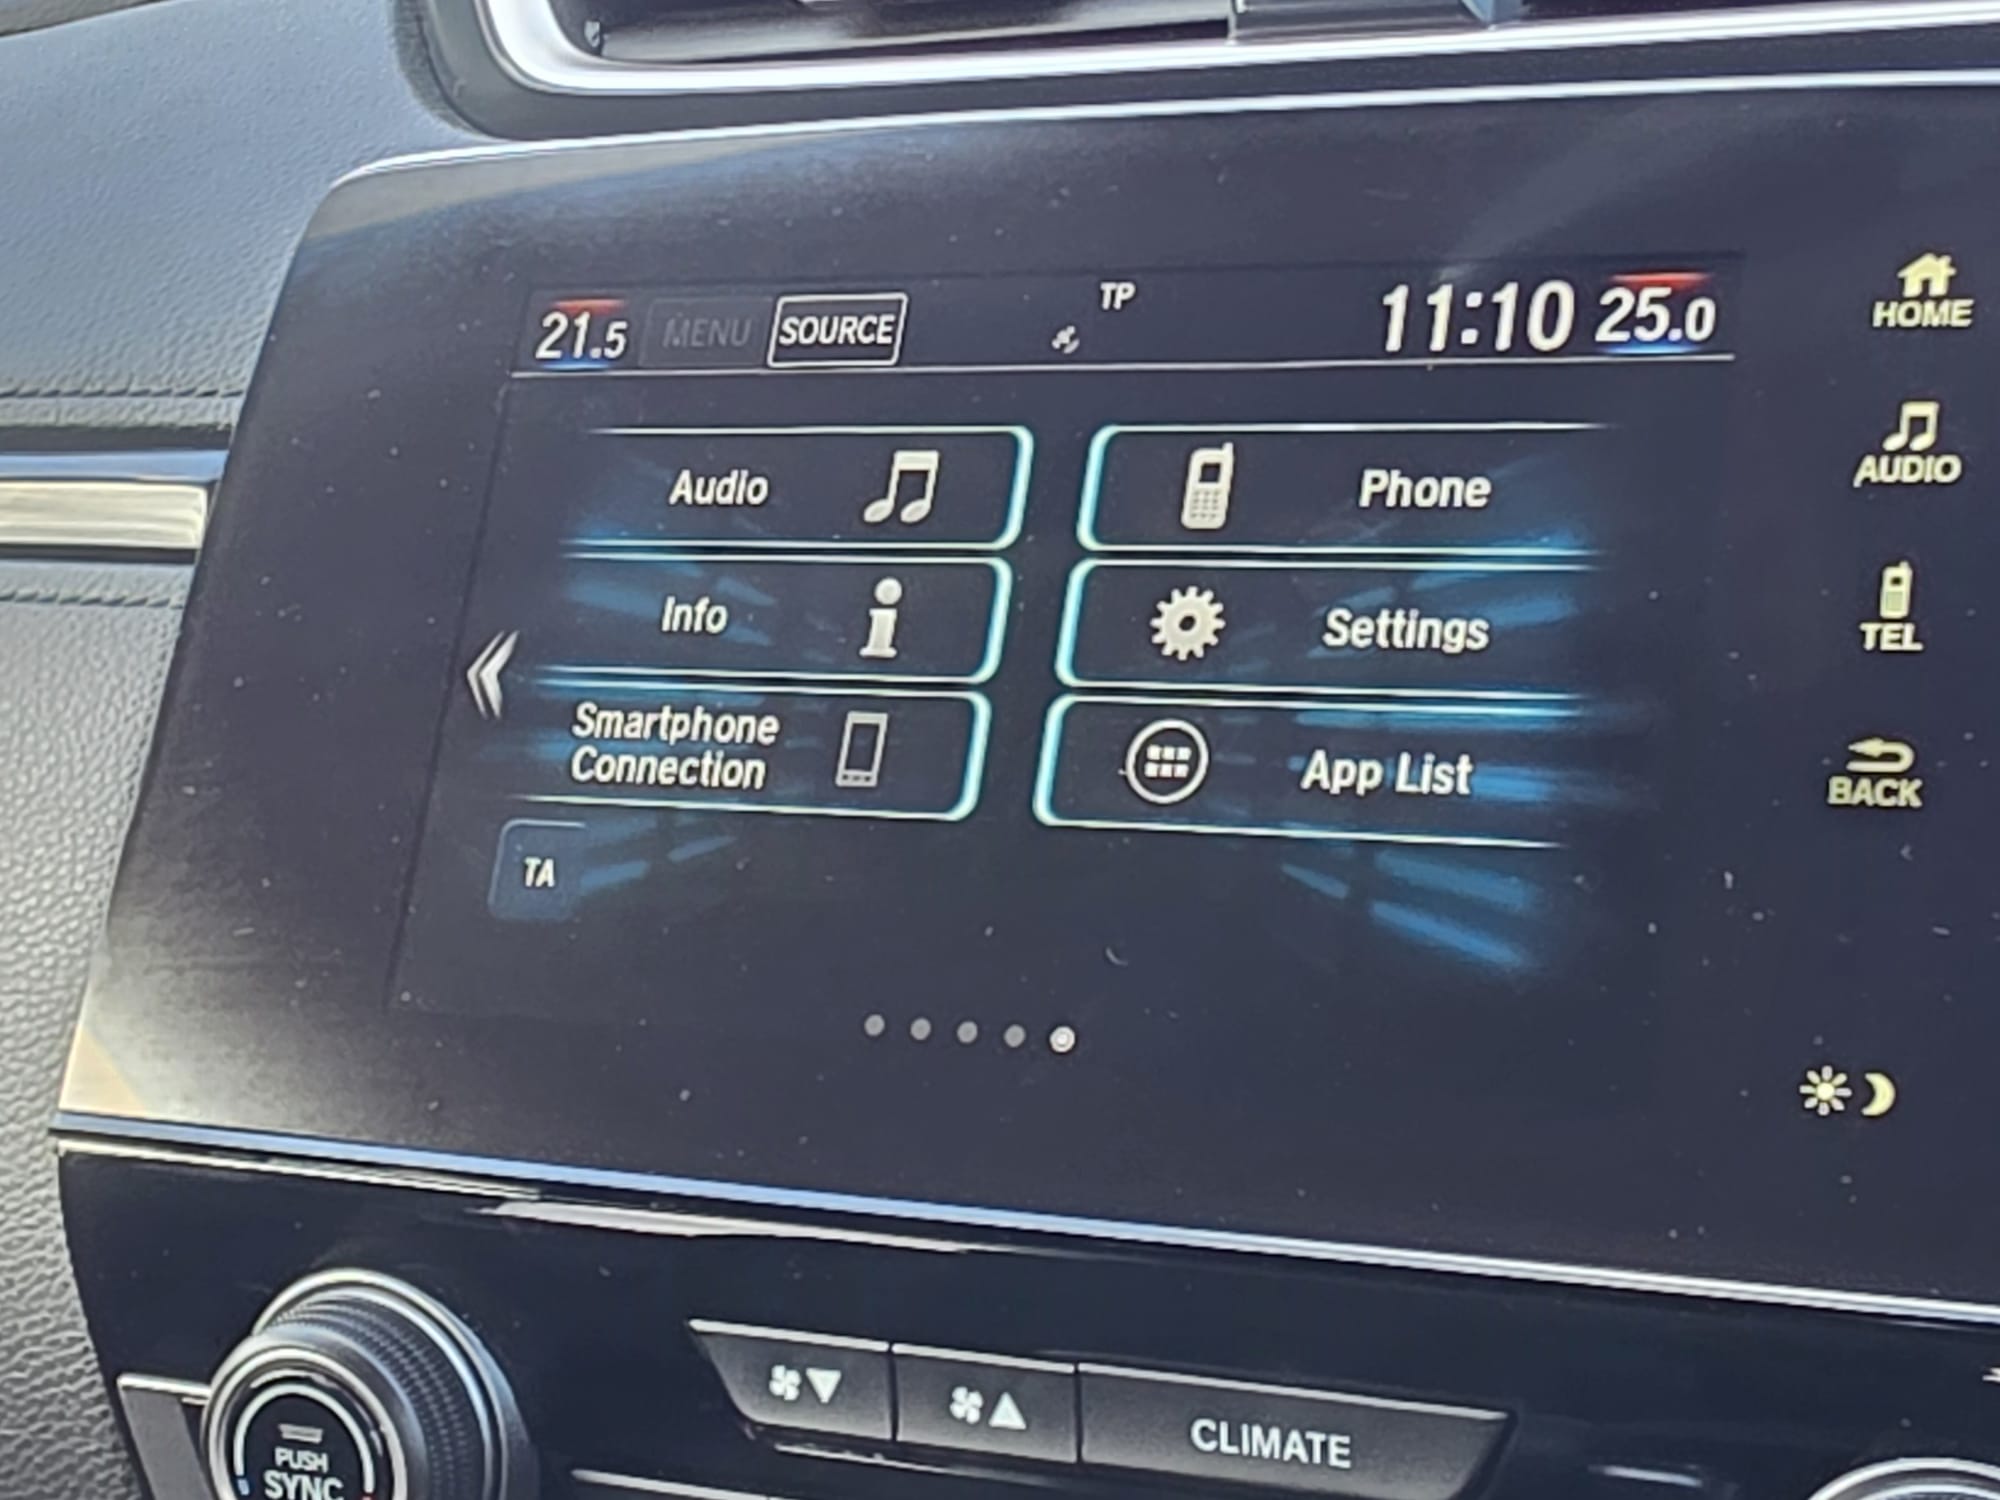 21.5 MENU SOURCE TP 11:10 25.0
HOME
Audio Phone
AUDIO
Info Settings
TEL
Smartphone
Connection
App List
BACK
TA
CLIMATE
PUSH
SYNC